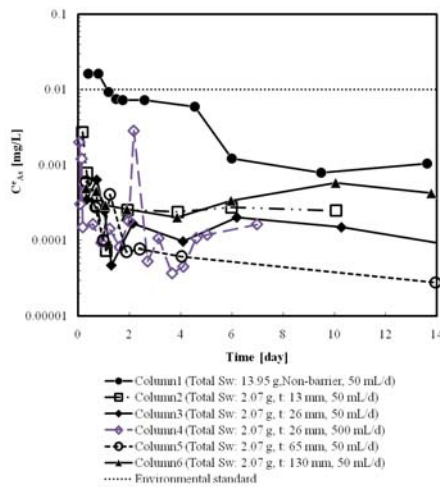 0.1
0.01
0.001
0.0001
0.00001
C*As [mg/L]
0 2 4 6 8 10 12 14
Time [day]
Column1 (Total Sw: 13.95 g,Non-barrier, 50 mL/d)
Column2 (Total Sw: 2.07 g, t: 13 mm, 50 mL/d)
Column3 (Total Sw: 2.07 g, t: 26 mm, 50 mL/d)
Column4 (Total Sw: 2.07 g, t: 26 mm, 500 mL/d)
Column5 (Total Sw: 2.07 g, t: 65 mm, 50 mL/d)
Column6 (Total Sw: 2.07 g, t: 130 mm, 50 mL/d)
Environmental standard